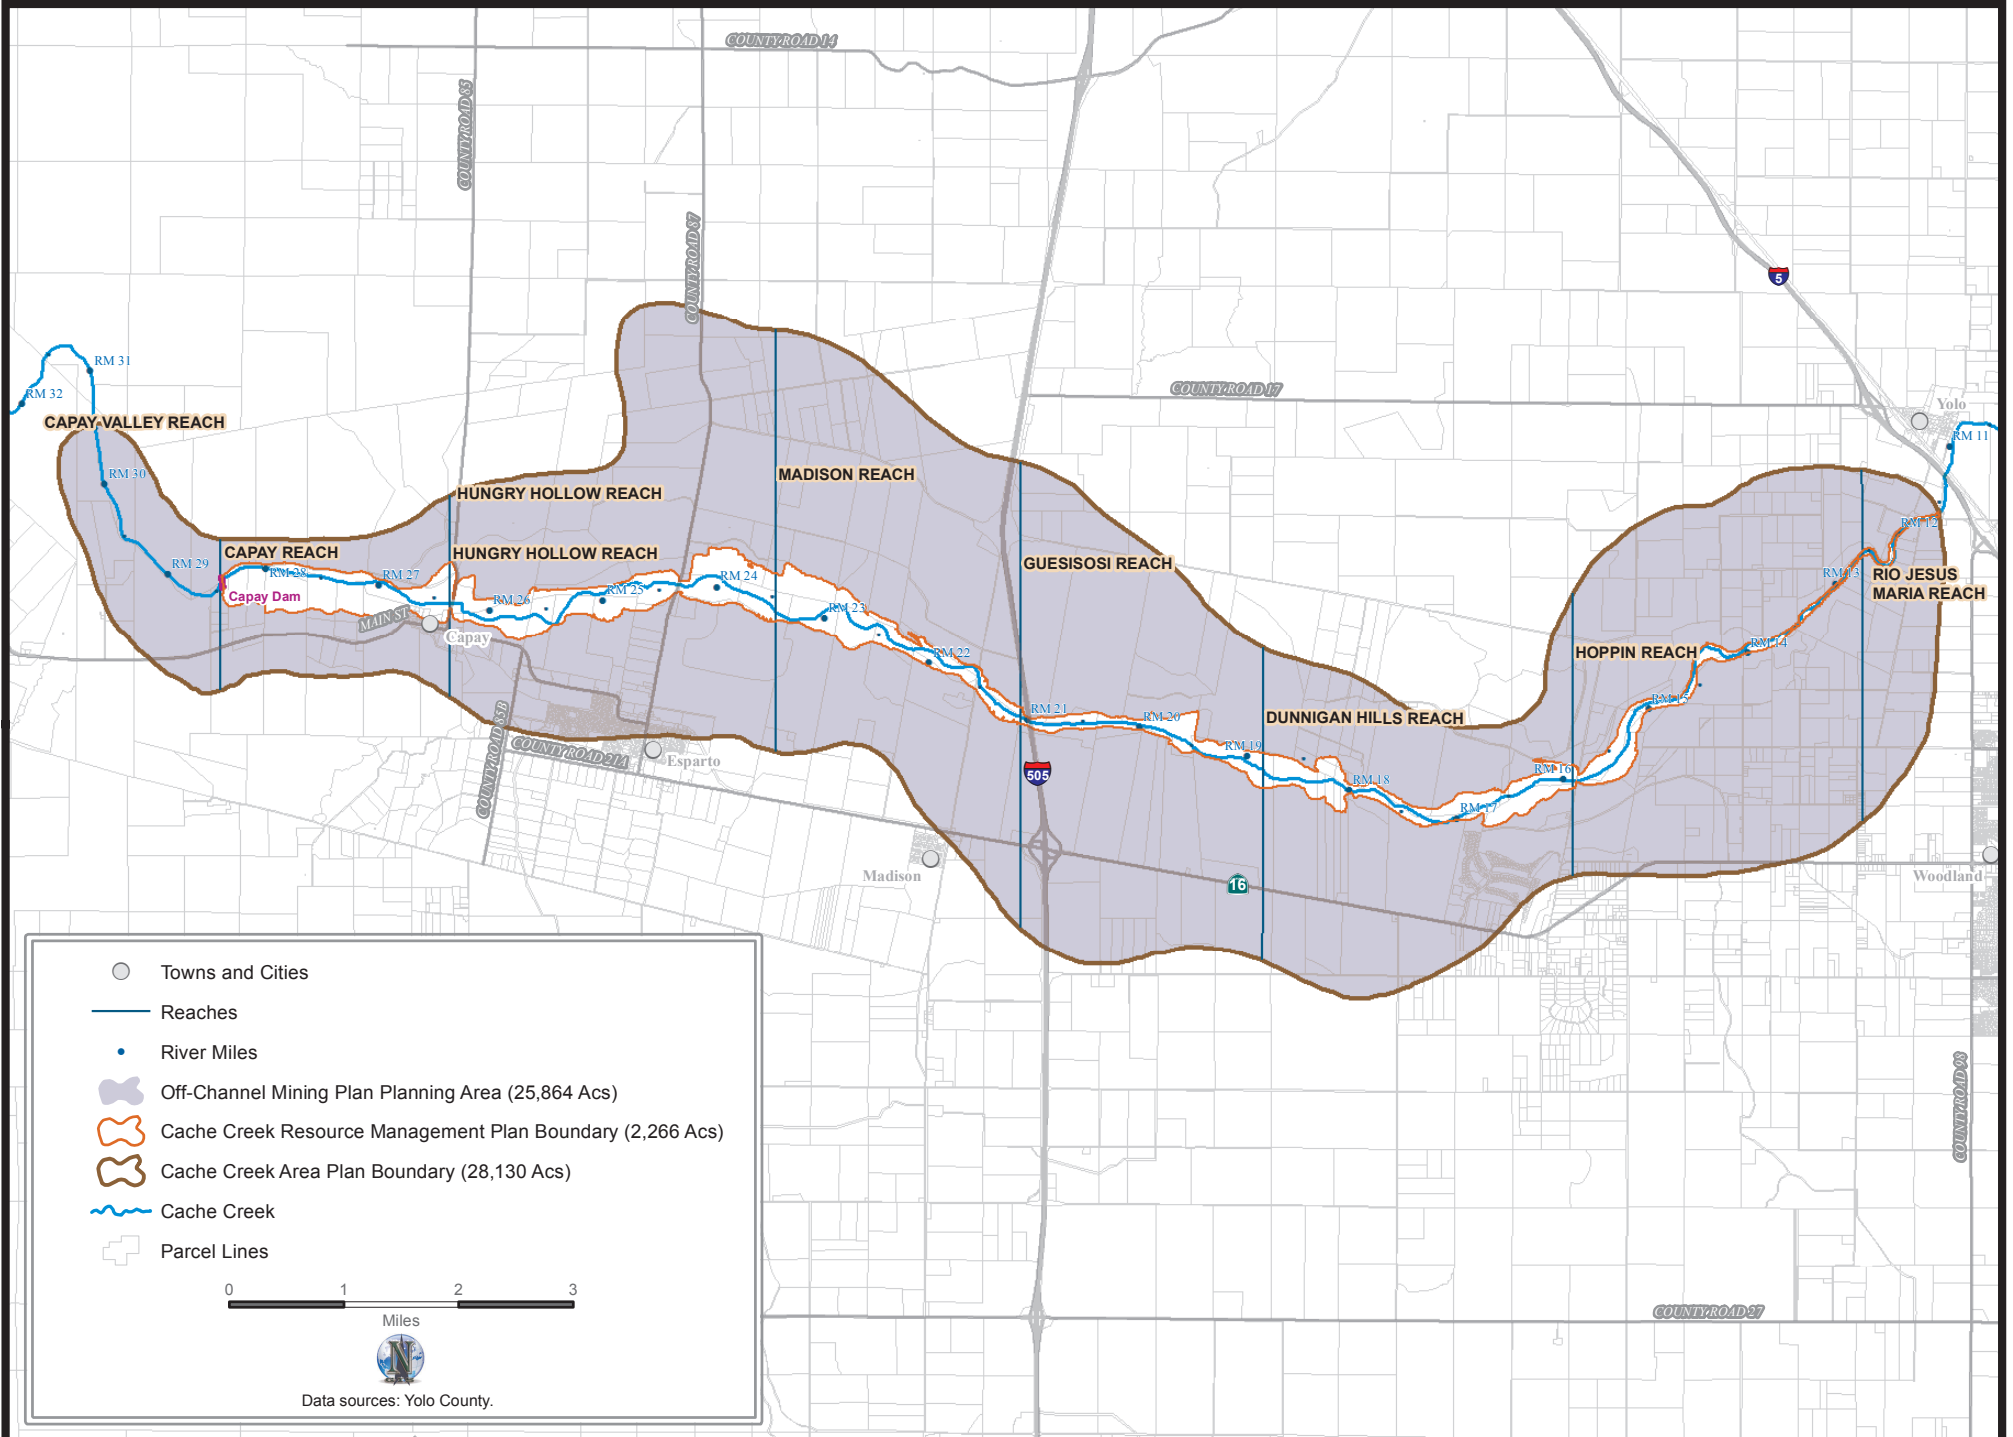 COUNTY ROAD 14
COUNTY ROAD 85
COUNTY ROAD 87
5
RM 31
RM 32
COUNTY ROAD 17
Yolo
RM 11
CAPAY VALLEY REACH
RM 30
MADISON REACH
HUNGRY HOLLOW REACH
RM 12
CAPAY REACH
HUNGRY HOLLOW REACH
RM 29
RM 28
RM 27
RM 24
GUESISOSI REACH
RM 13
RIO JESUS
MARIA REACH
Capay Dam
RM 26
RM 25
RM 23
MAIN ST
Capay
RM 22
HOPPIN REACH
RM 14
RM 15
RM 21
RM 20
DUNNIGAN HILLS REACH
COUNTY ROAD 85B
COUNTY ROAD 21A
Esparto
RM 19
505
RM 18
RM 16
RM 17
Madison
16
Woodland
Towns and Cities
Reaches
River Miles
Off-Channel Mining Plan Planning Area (25,864 Acs)
Cache Creek Resource Management Plan Boundary (2,266 Acs)
Cache Creek Area Plan Boundary (28,130 Acs)
Cache Creek
Parcel Lines
0 1 2 3
Miles
N
Data sources: Yolo County.
COUNTY ROAD 98
COUNTY ROAD 27